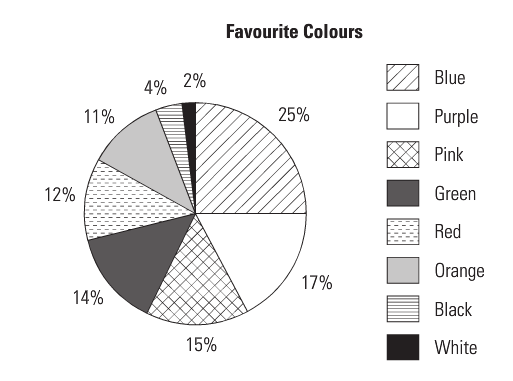 Favourite Colours
2%
4%
11%
25%
12%
14%
15%
17%
Blue
Purple
Pink
Green
Red
Orange
Black
White